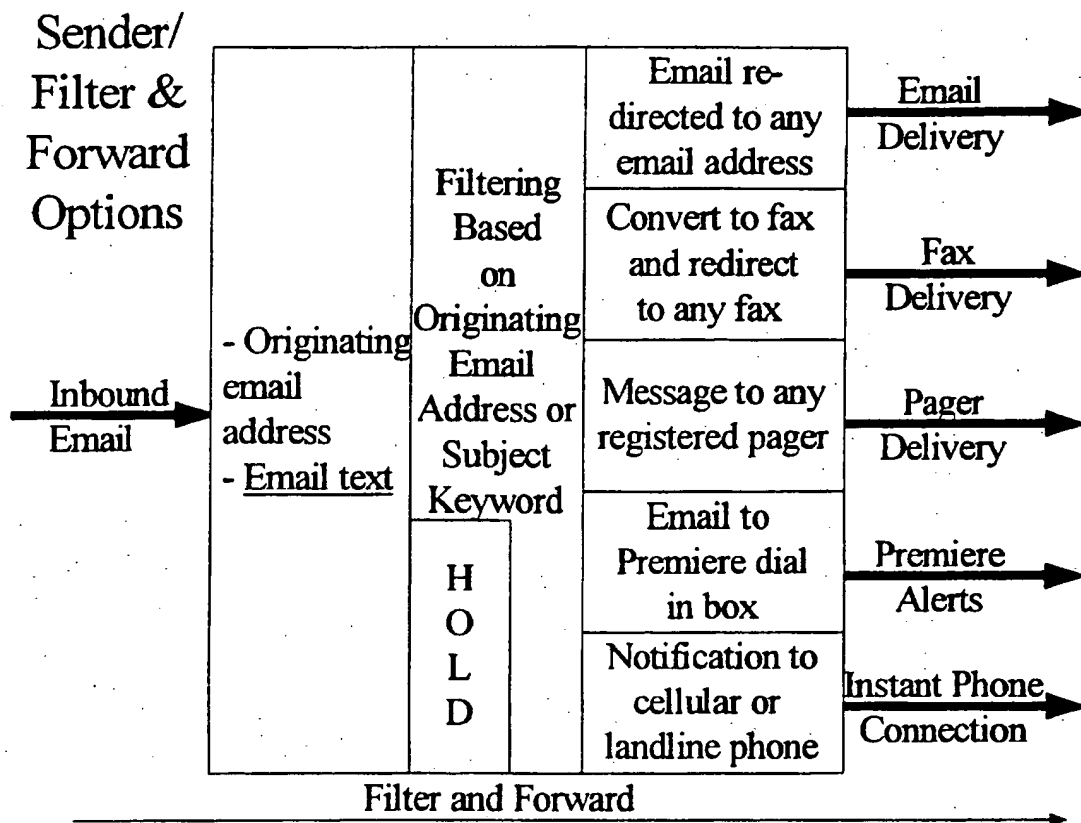 Sender/
Filter &
Forward
Options
Inbound
Email
- Originating
email
address
- Email text
Filtering
Based
on
Originating
Email
Address or
Subject
Keyword
H
O
L
D
Email re-
directed to any
email address
Convert to fax
and redirect
to any fax
Message to any
registered pager
Email to
Premiere dial
in box
Notification to
cellular or
landline phone
Email
Delivery
Fax
Delivery
Pager
Delivery
Premiere
Alerts
Instant Phone
Connection
Filter and Forward